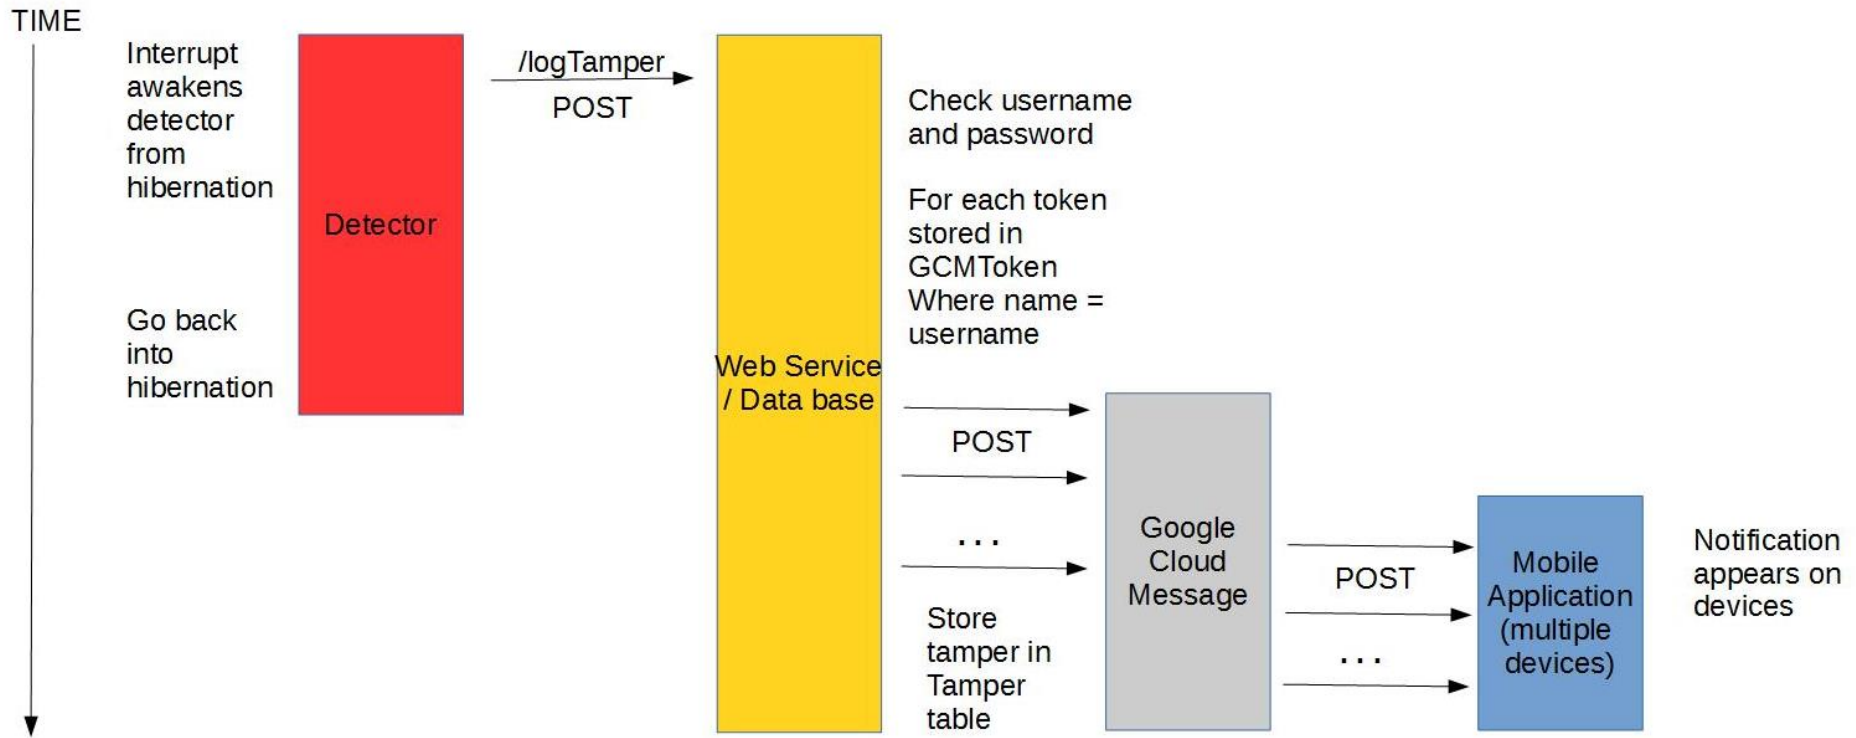 TIME
Interrupt
awakens
detector
from
hibernation
Go back
into
hibernation
Detector
/logTamper
POST
Web Service
/ Data base
Check username
and password
For each token
stored in
GCMToken
Where name =
username
POST
...
Store
tamper in
Tamper
table
Google
Cloud
Message
POST
...
Mobile
Application
(multiple
devices)
Notification
appears on
devices